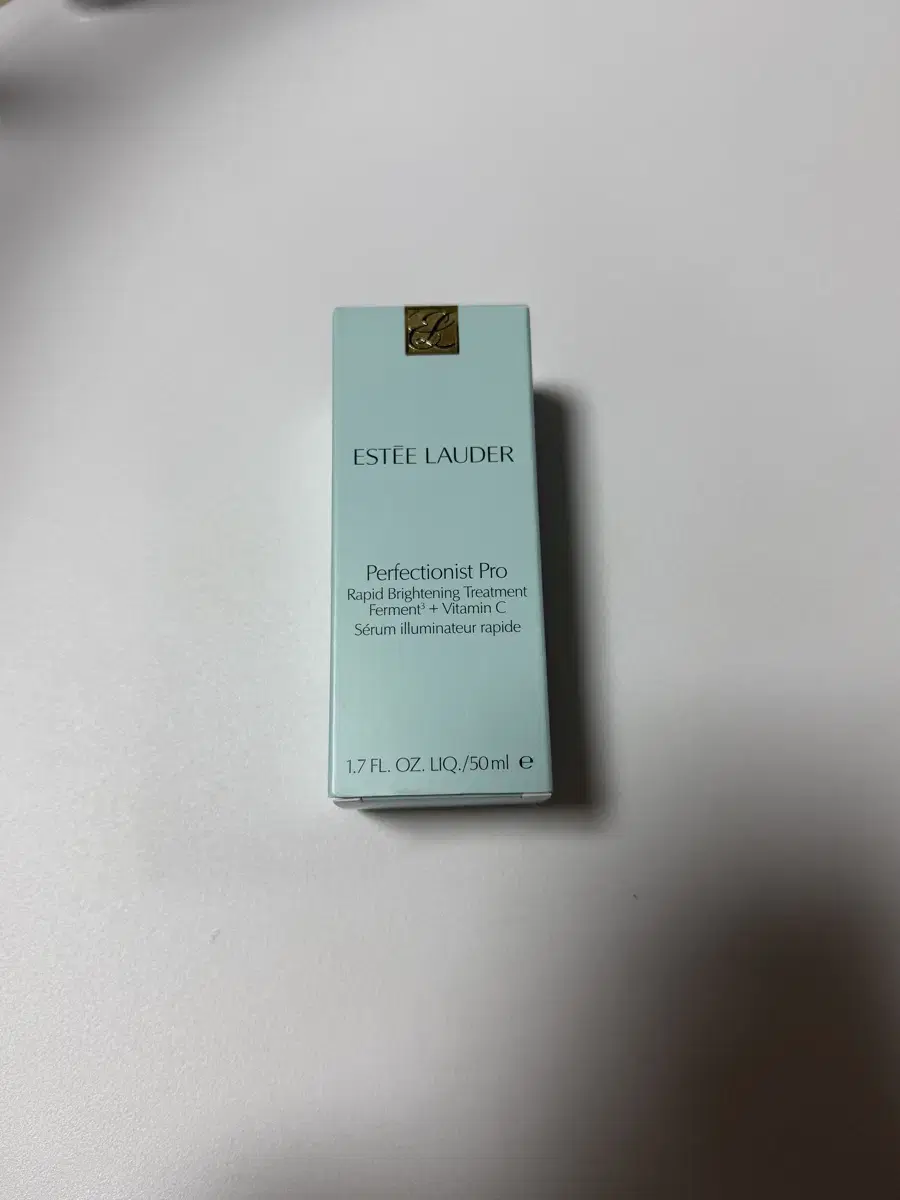 EL
ESTĒE LAUDER
Perfectionist Pro
Rapid Brightening Treatment
Ferment³ + Vitamin C
Sérum illuminateur rapide
1.7 FL. OZ. LIQ./50 ml ℮